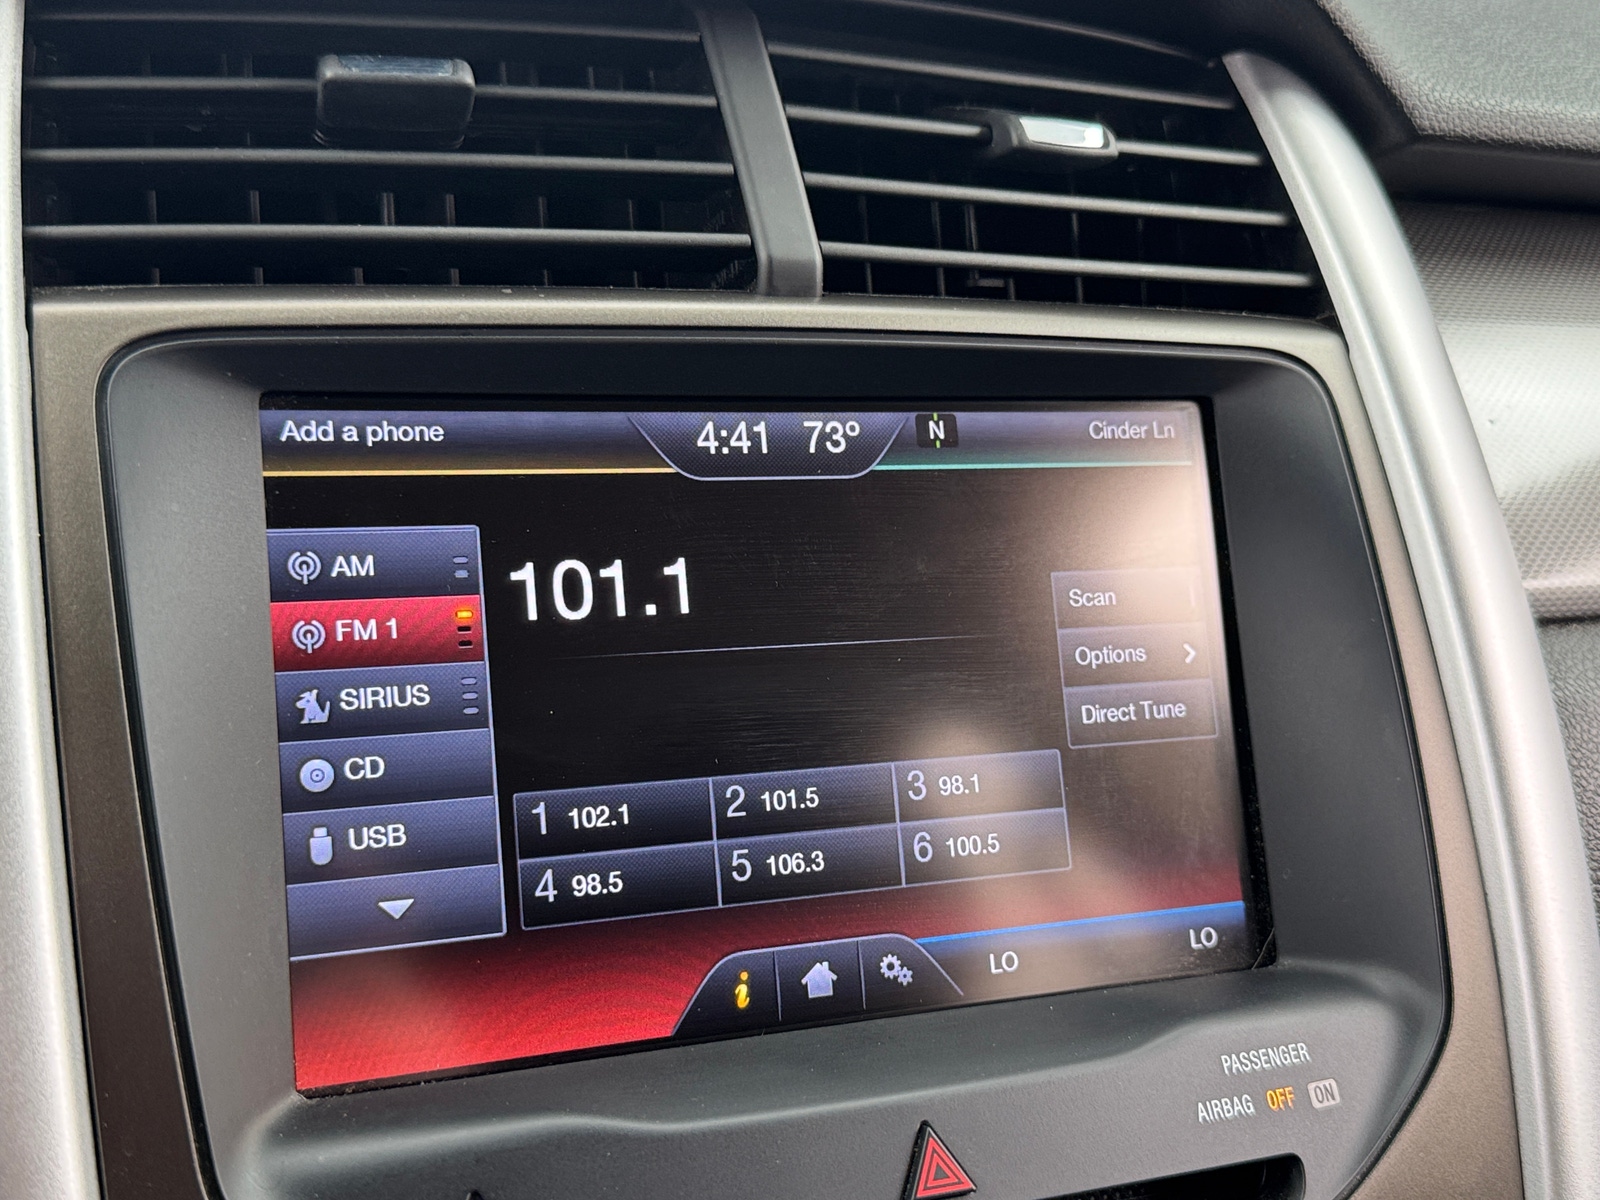 Add a phone
4:41 73°
N
Cinder Ln
AM
FM 1
SIRIUS
CD
USB
101.1
Scan
Options
Direct Tune
1 102.1
2 101.5
3 98.1
4 98.5
5 106.3
6 100.5
i
LO
LO
PASSENGER
AIRBAG OFF ON